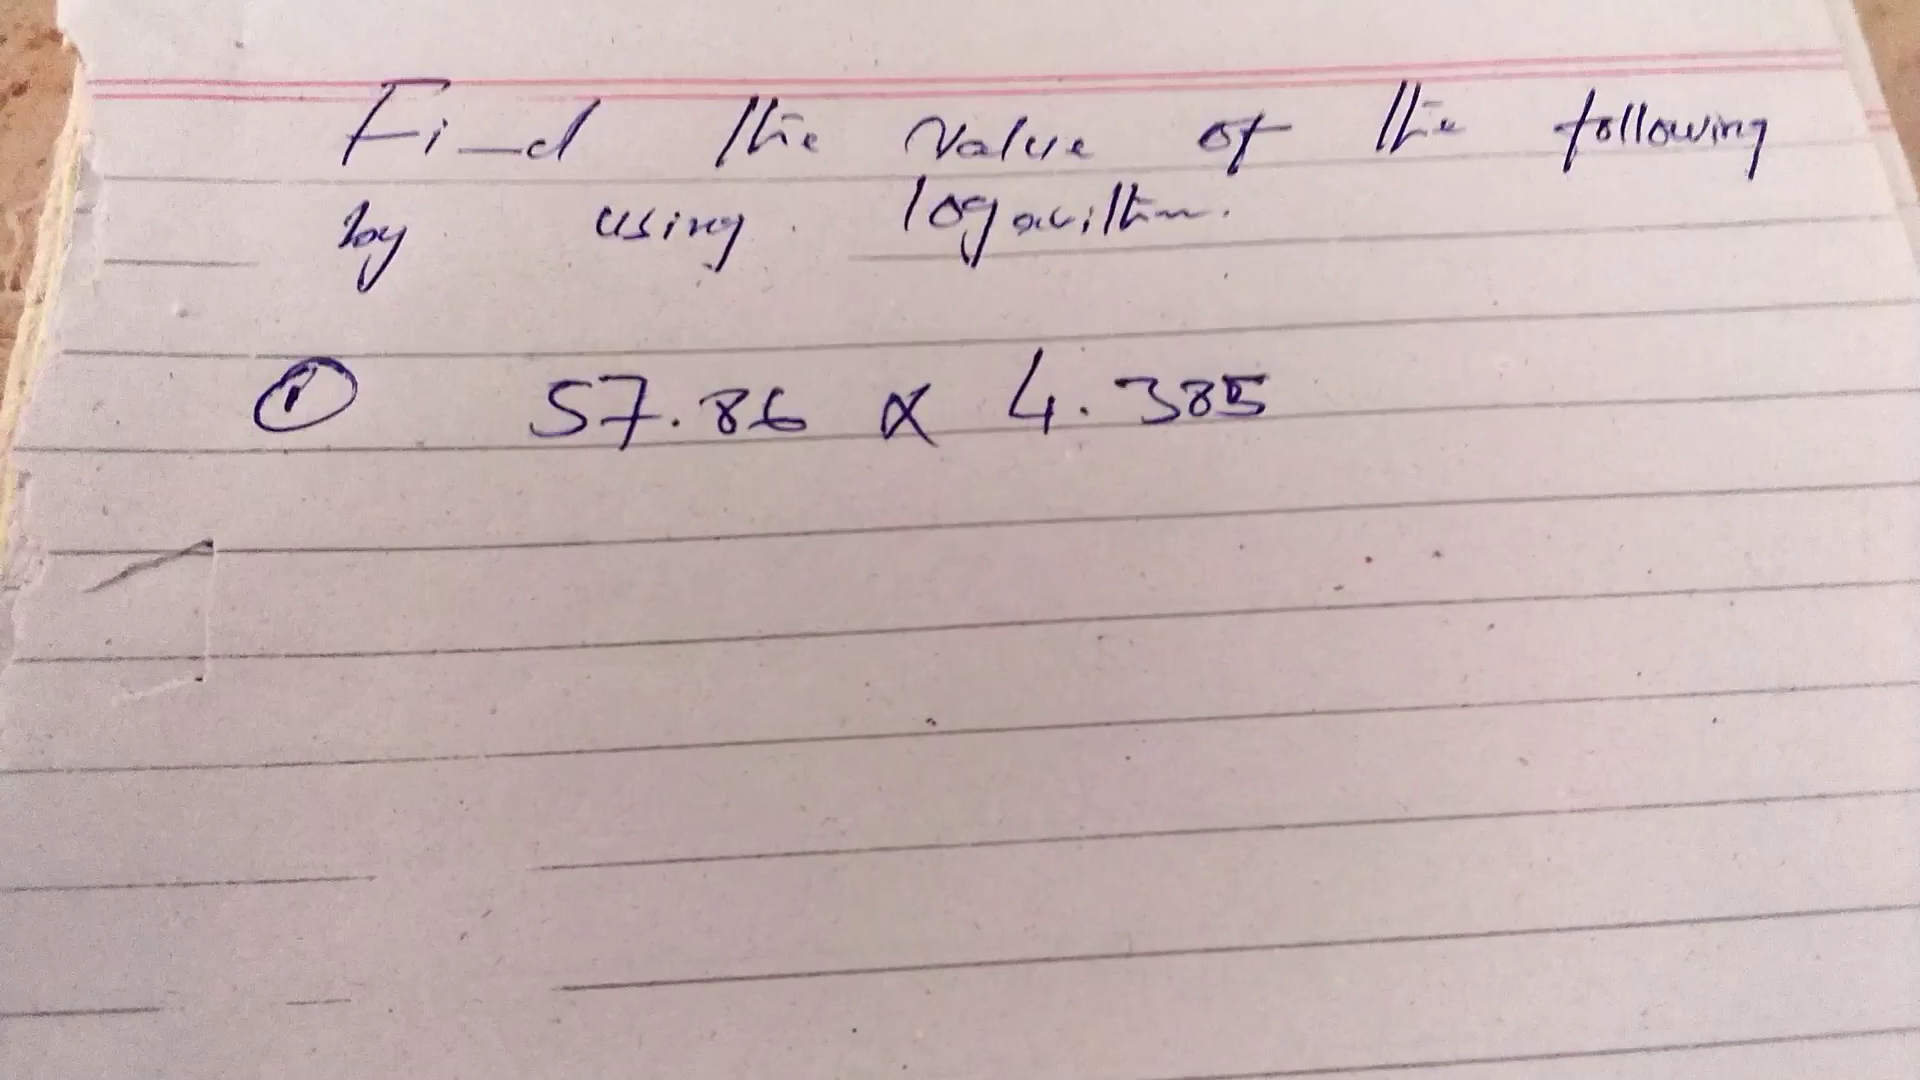 Find the value of the following
by using logarithm.
① 57.86 × 4.385